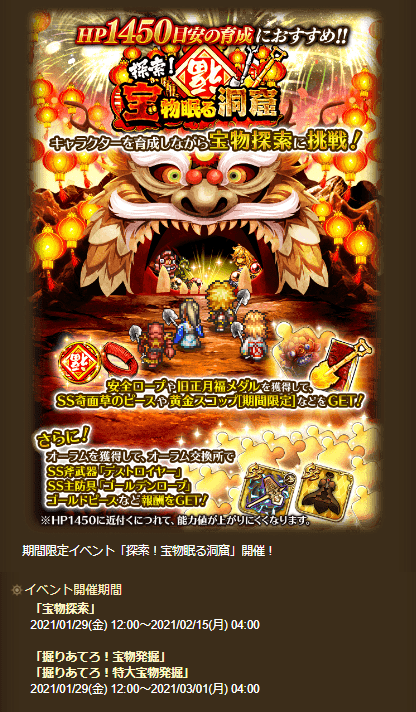 HP1450目安の育成におすすめ!!
探索!
宝物眠る洞窟
キャラクターを育成しながら宝物探索に挑戦!
安全ロープや旧正月福メダルを獲得して、
SS奇面草のピースや黄金スコップ[期間限定]などをGET!
さらに!
オーラムを獲得して、オーラム交換所で
SS斧武器「デストロイヤー」
SS主防具「ゴールデンローブ」
ゴールドピースなど報酬をGET!
※HP1450に近付くにつれて、能力値が上がりにくくなります。
期間限定イベント「探索!宝物眠る洞窟」開催!
イベント開催期間
「宝物探索」
2021/01/29(金) 12:00～2021/02/15(月) 04:00
「掘りあてろ!宝物発掘」
「掘りあてろ!特大宝物発掘」
2021/01/29(金) 12:00～2021/03/01(月) 04:00